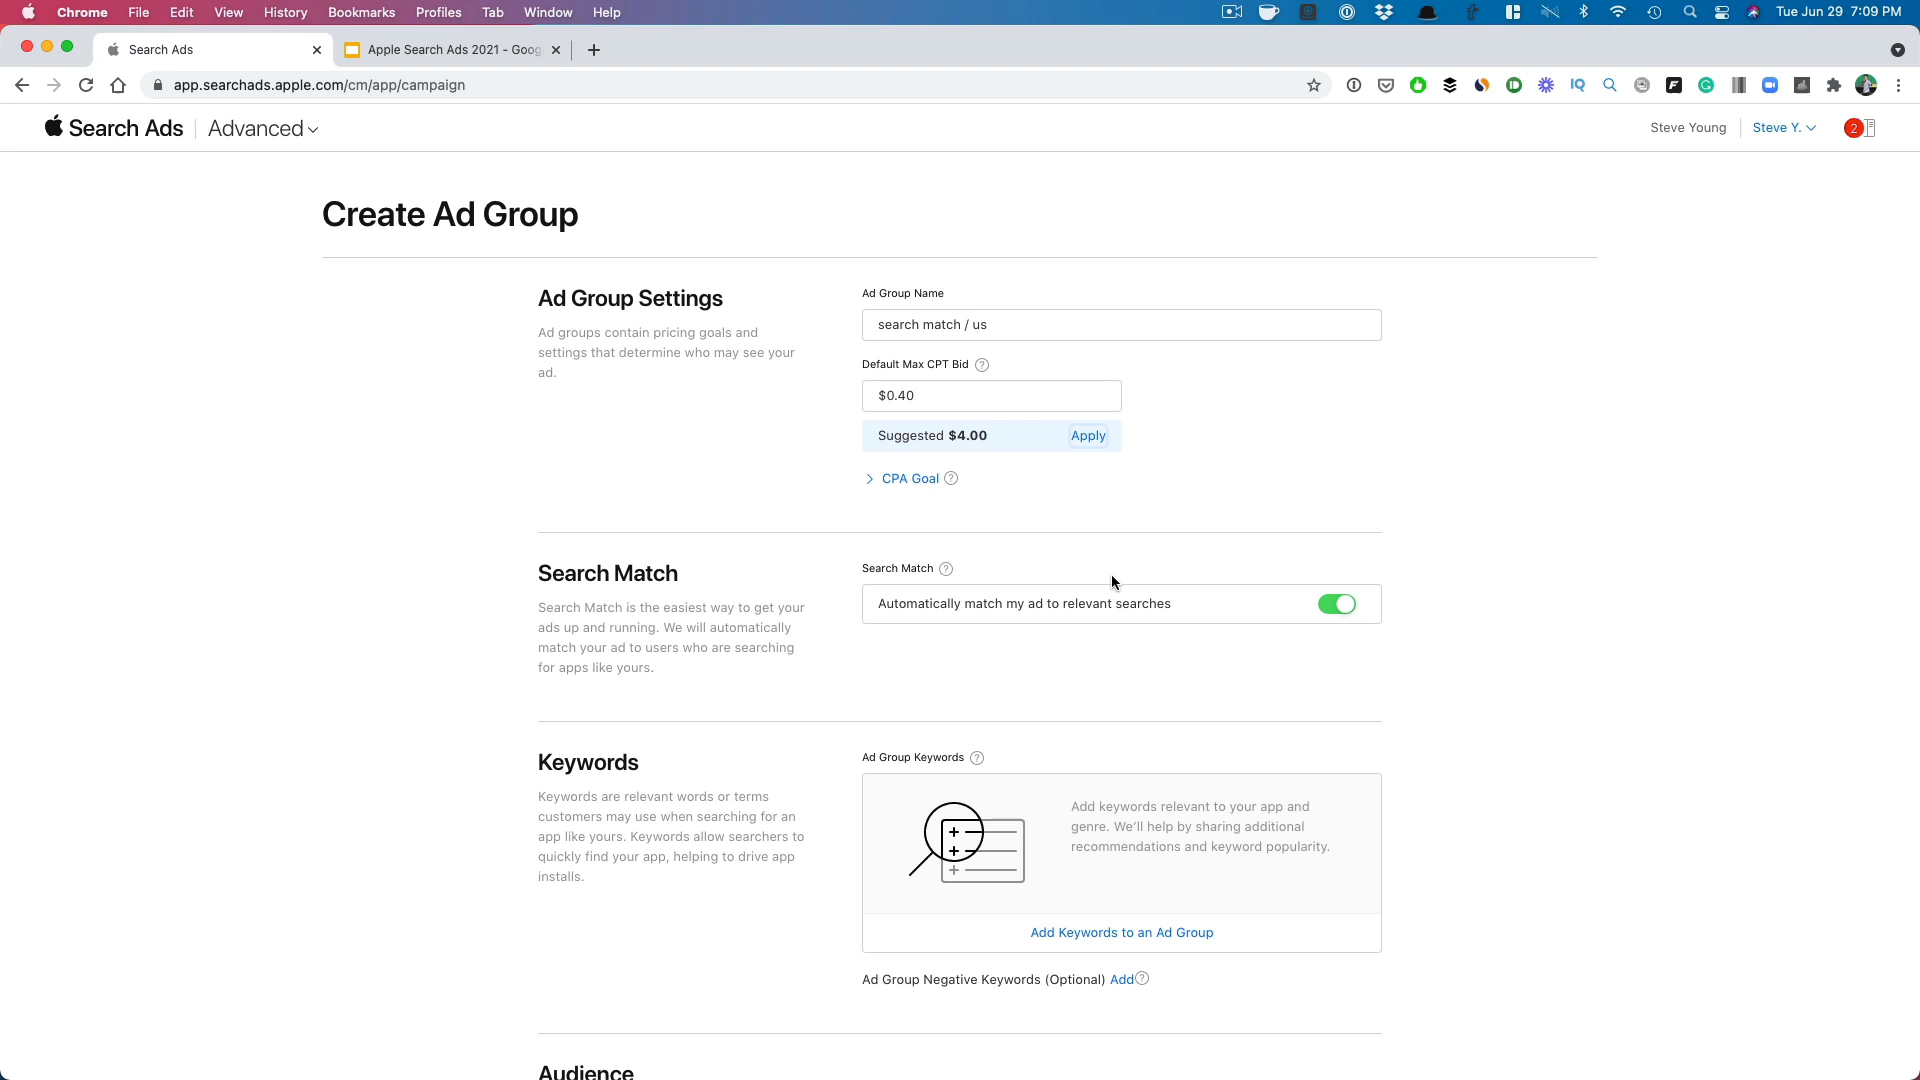 Chrome File Edit View History Bookmarks Profiles Tab Window Help Tue Jun 29 7:09 PM
Search Ads Apple Search Ads 2021 - Goog
app.searchads.apple.com/cm/app/campaign
Search Ads Advanced Steve Young Steve Y. 2
Create Ad Group
Ad Group Settings
Ad groups contain pricing goals and
settings that determine who may see your
ad.
Ad Group Name
search match / us
Default Max CPT Bid ?
$0.40
Suggested $4.00 Apply
CPA Goal ?
Search Match
Search Match is the easiest way to get your
ads up and running. We will automatically
match your ad to users who are searching
for apps like yours.
Search Match ?
Automatically match my ad to relevant searches
Keywords
Keywords are relevant words or terms
customers may use when searching for an
app like yours. Keywords allow searchers to
quickly find your app, helping to drive app
installs.
Ad Group Keywords ?
Add keywords relevant to your app and
genre. We'll help by sharing additional
recommendations and keyword popularity.
Add Keywords to an Ad Group
Ad Group Negative Keywords (Optional) Add ?
Audience